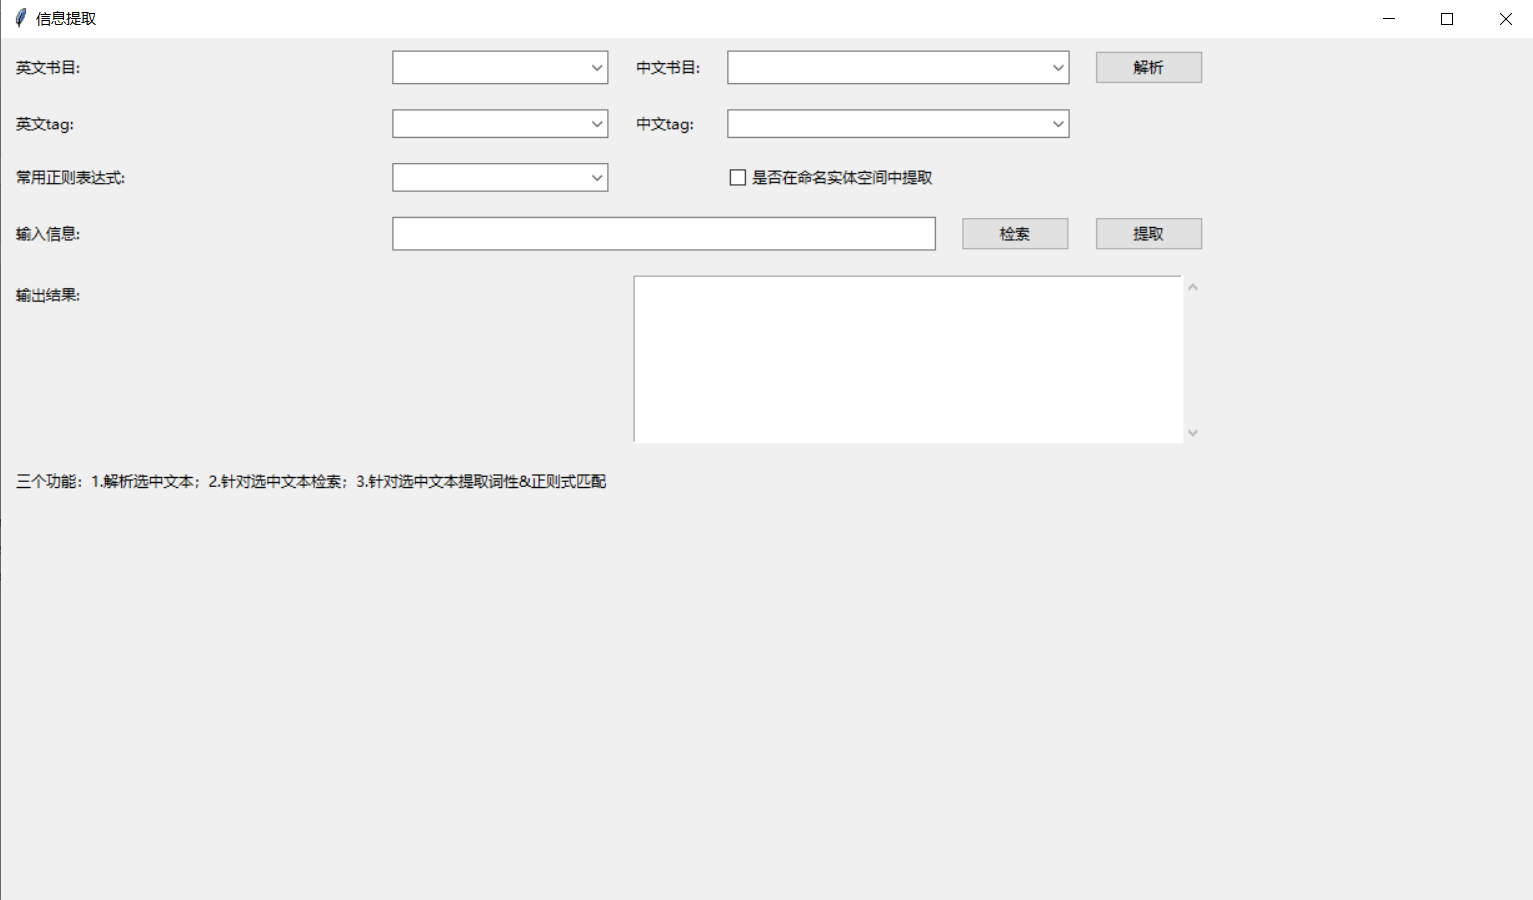 信息提取
英文书目: 中文书目: 解析
英文tag: 中文tag:
常用正则表达式: 是否在命名实体空间中提取
输入信息: 检索 提取
输出结果:
三个功能：1.解析选中文本；2.针对选中文本检索；3.针对选中文本提取词性&正则式匹配